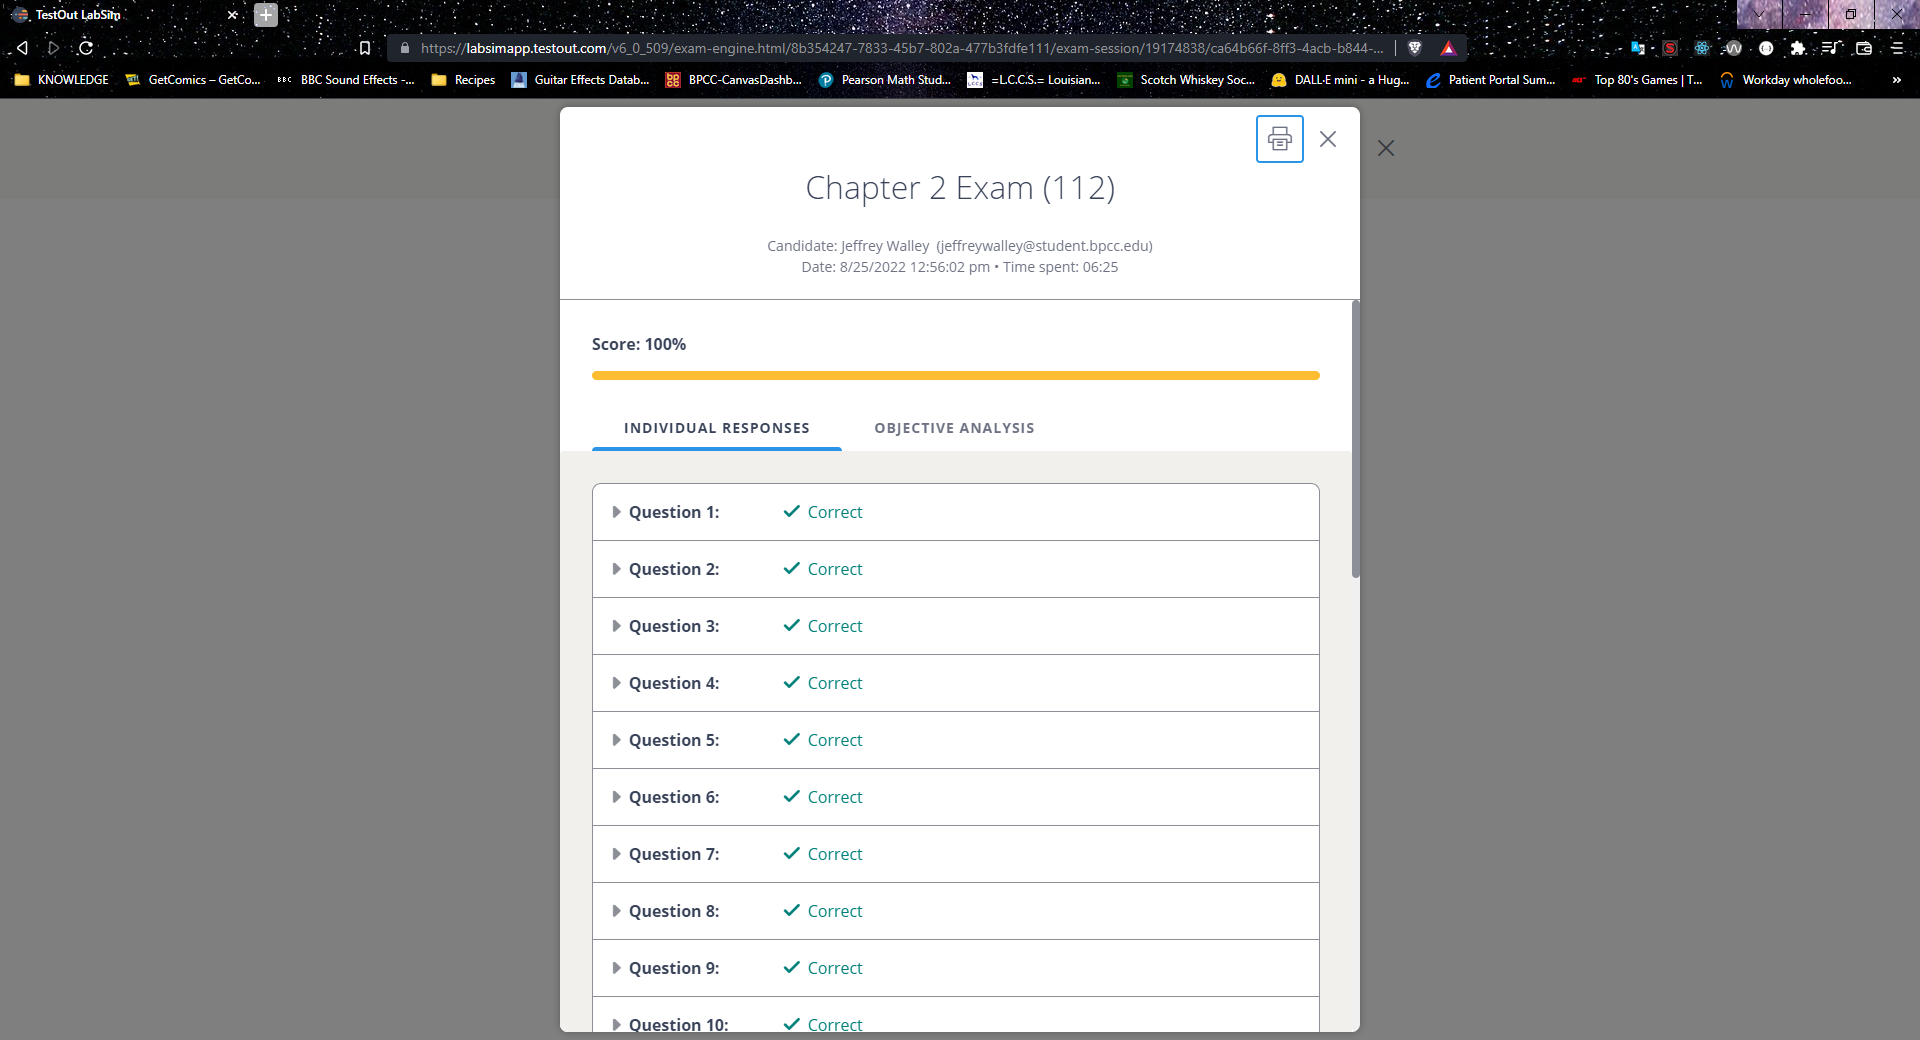 TestOut LabSim
https://labsimapp.testout.com/v6_0_509/exam-engine.html/8b354247-7833-45b7-802a-477b3fdfe111/exam-session/19174838/ca64b66f-8ff3-4acb-b844-...
KNOWLEDGE GetComics – GetCo... BBC BBC Sound Effects -... Recipes Guitar Effects Datab... BPCC-CanvasDashb... Pearson Math Stud... =L.C.C.S.= Louisian... Scotch Whiskey Soc... DALL·E mini - a Hug... Patient Portal Sum... Top 80's Games | T... Workday wholefoo... »
Chapter 2 Exam (112)
Candidate: Jeffrey Walley (jeffreywalley@student.bpcc.edu)
Date: 8/25/2022 12:56:02 pm • Time spent: 06:25
Score: 100%
INDIVIDUAL RESPONSES OBJECTIVE ANALYSIS
Question 1: Correct
Question 2: Correct
Question 3: Correct
Question 4: Correct
Question 5: Correct
Question 6: Correct
Question 7: Correct
Question 8: Correct
Question 9: Correct
Question 10: Correct